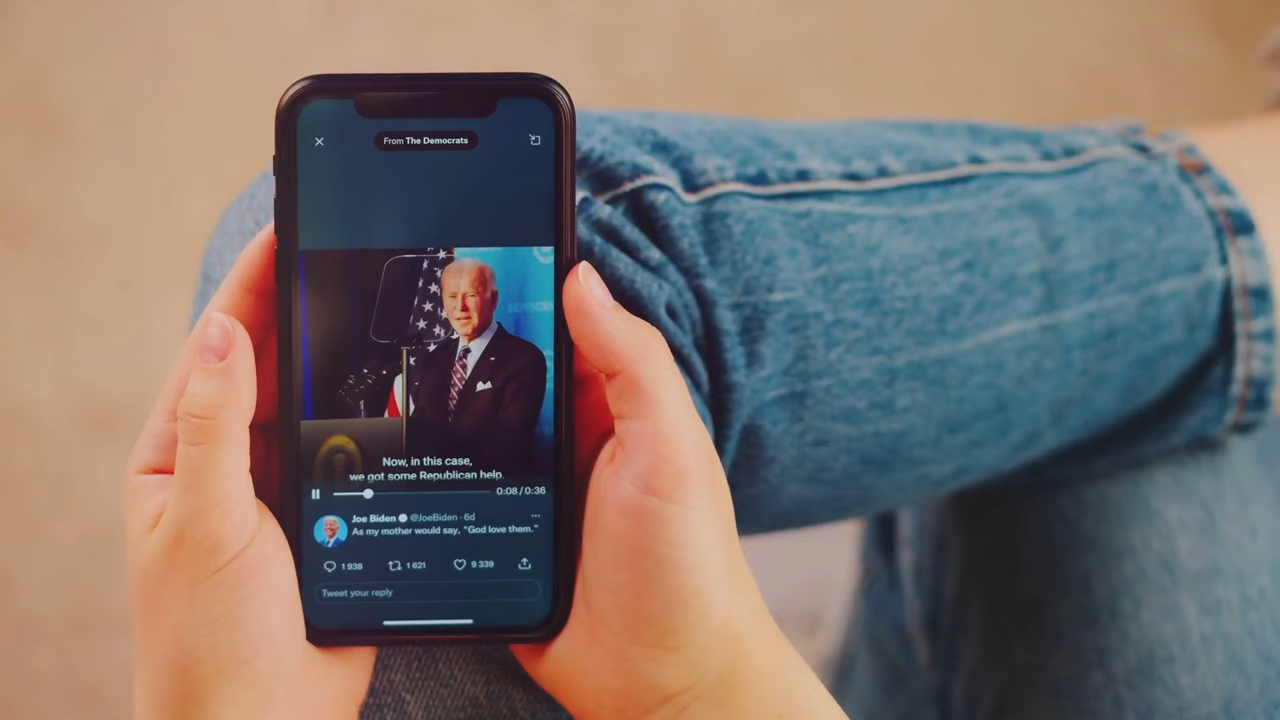 From The Democrats
Now, in this case,
we got some Republican help.
0:08/0:36
Joe Biden @JoeBiden · 6d
As my mother would say, “God love them.”
1 938 1 621 9 339
Tweet your reply